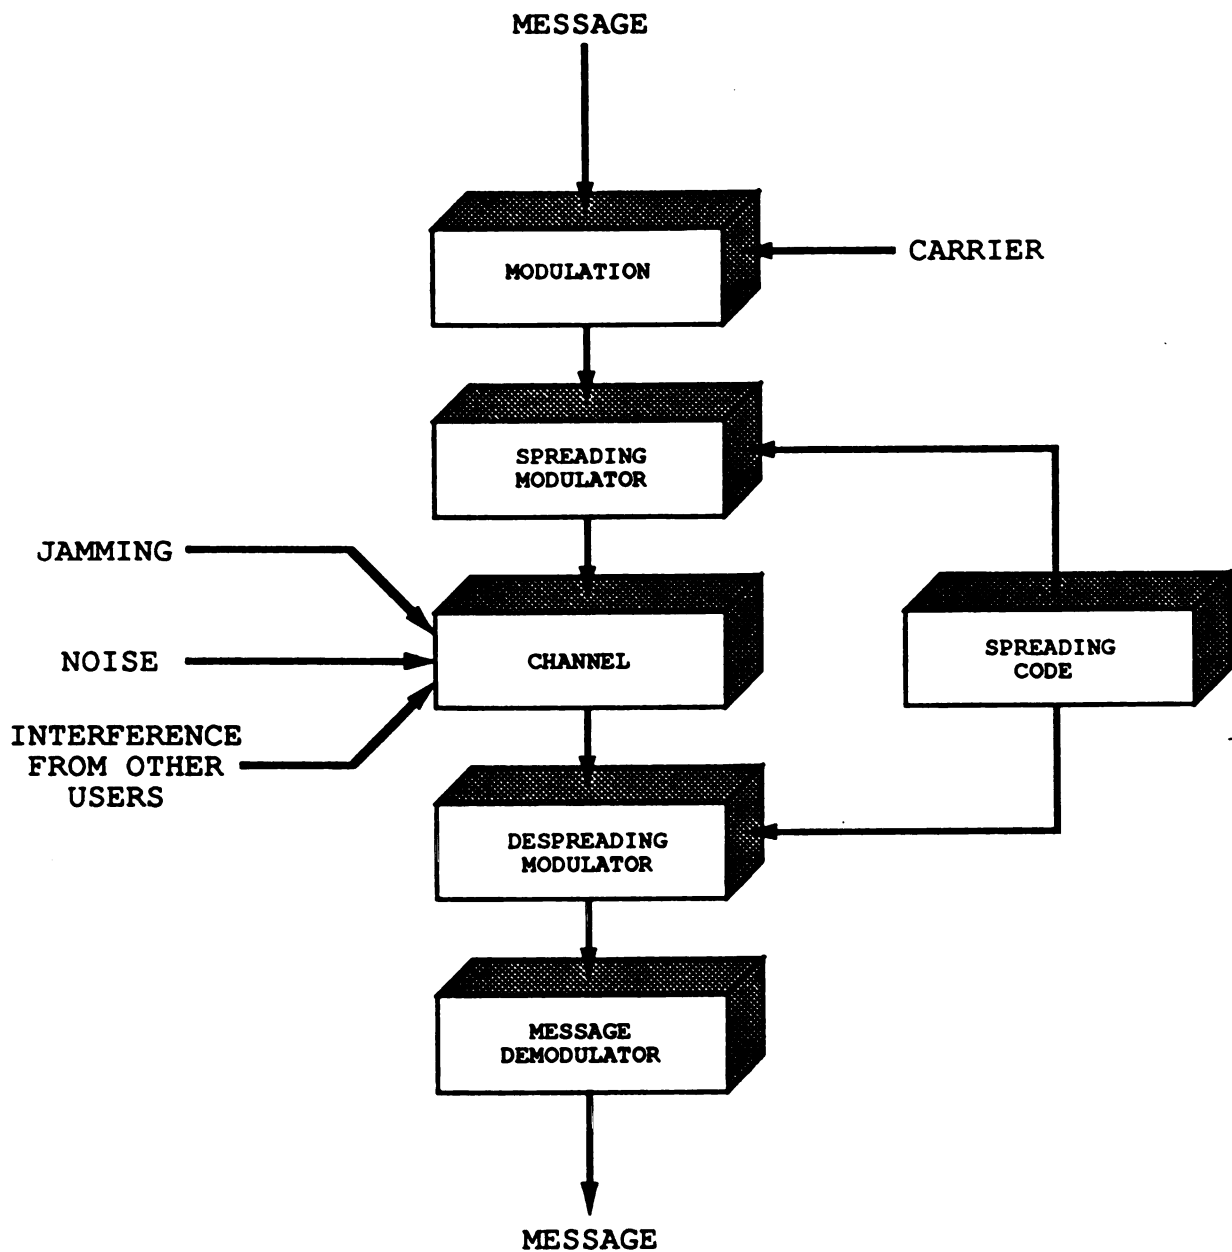 MESSAGE
MODULATION
CARRIER
SPREADING
MODULATOR
JAMMING
NOISE
INTERFERENCE
FROM OTHER
USERS
CHANNEL
SPREADING
CODE
DESPREADING
MODULATOR
MESSAGE
DEMODULATOR
MESSAGE